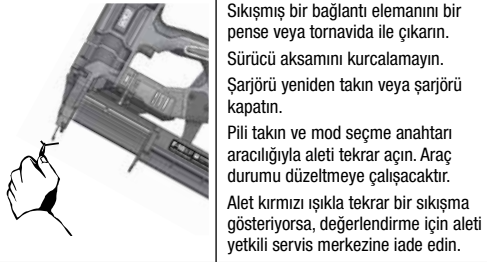 Sıkışmış bir bağlantı elemanını bir
pense veya tornavida ile çıkarın.
Sürücü aksamını kurcalamayın.
Şarjörü yeniden takın veya şarjörü
kapatın.
Pili takın ve mod seçme anahtarı
aracılığıyla aleti tekrar açın. Araç
durumu düzeltmeye çalışacaktır.
Alet kırmızı ışıkla tekrar bir sıkışma
gösteriyorsa, değerlendirme için aleti
yetkili servis merkezine iade edin.